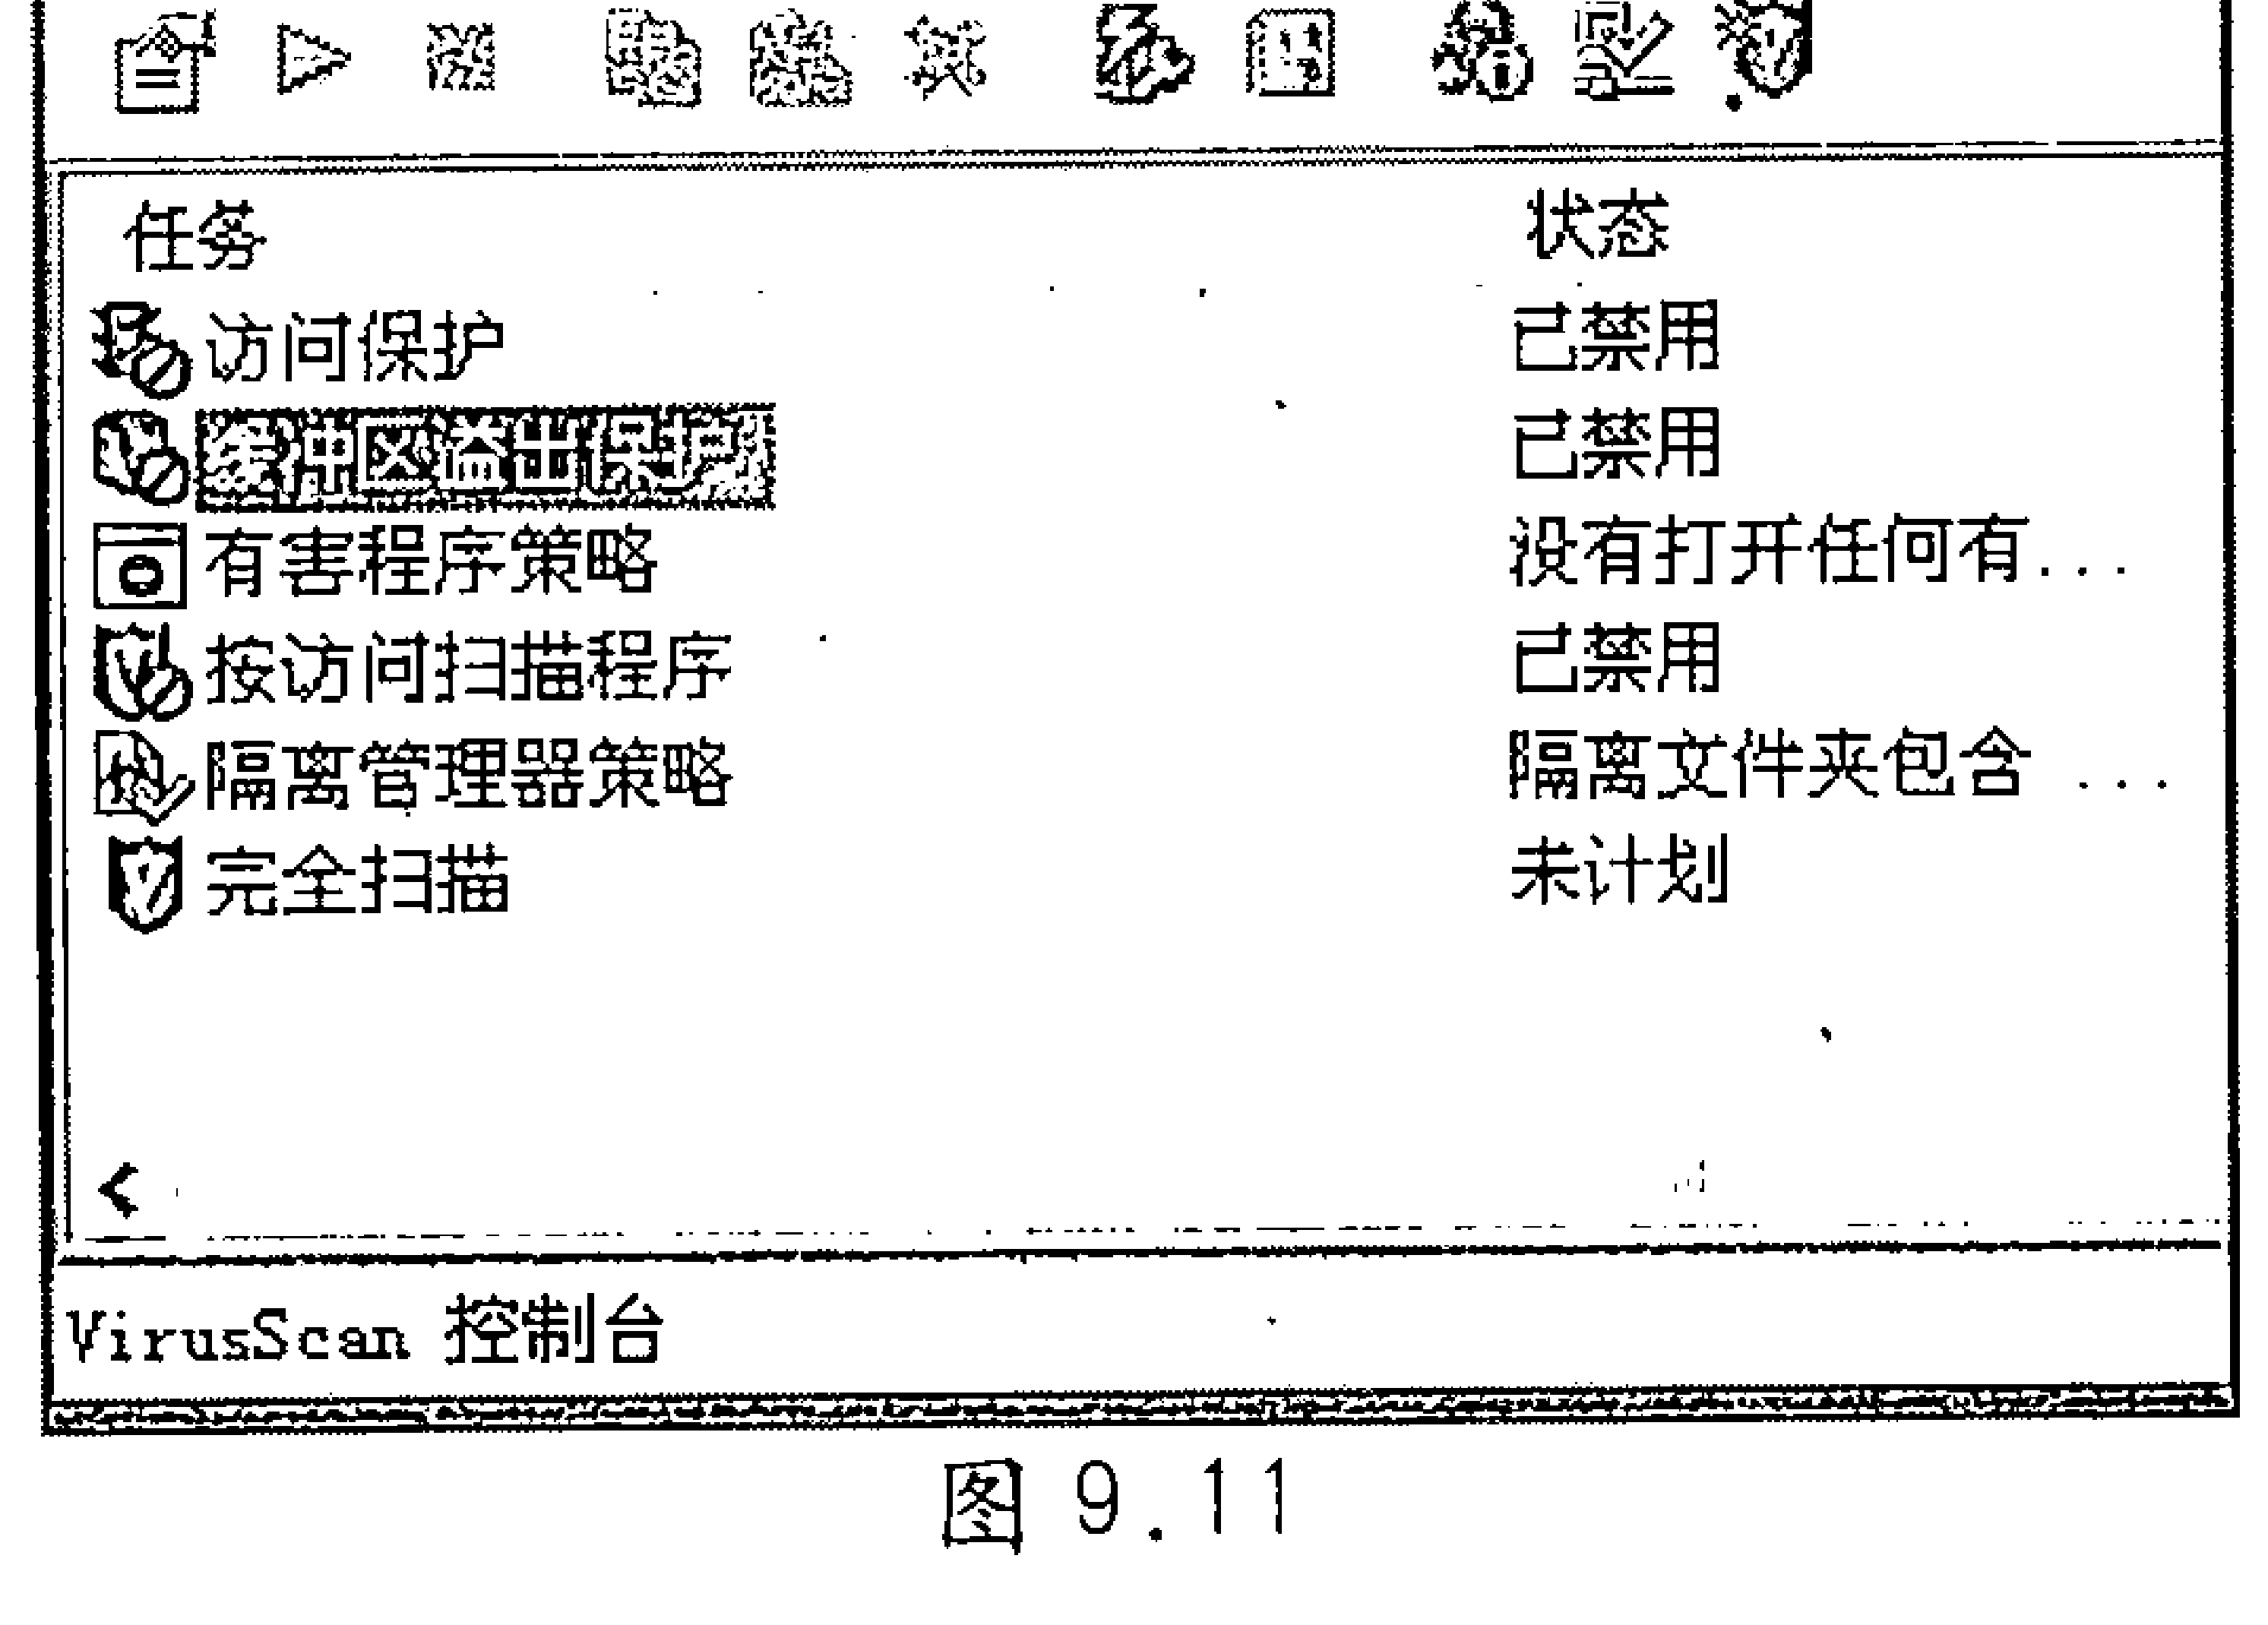 任务 状态
访问保护 已禁用
缓冲区溢出保护 已禁用
有害程序策略 没有打开任何有...
按访问扫描程序 已禁用
隔离管理器策略 隔离文件夹包含 ...
完全扫描 未计划
VirusScan 控制台
图 9.11